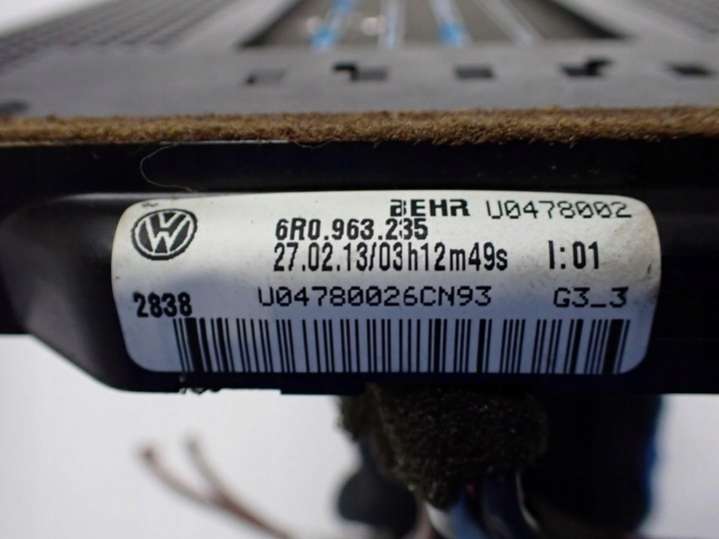 BEHR U0478002
6R0.963.235
27.02.13/03h12m49s I:01
2838 U04780026CN93 G3_3